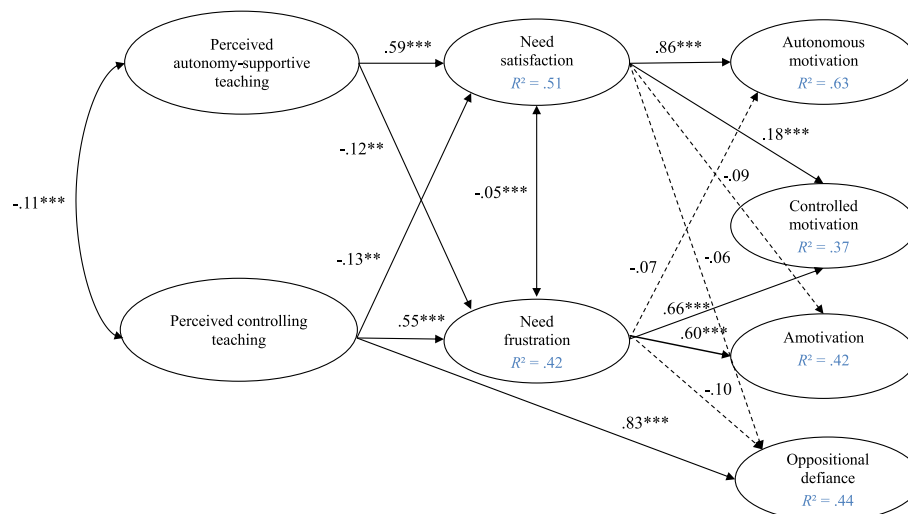 Perceived
autonomy-supportive
teaching
.59***
Need
satisfaction
R² = .51
.86***
Autonomous
motivation
R² = .63
-.12**
.18***
-.11***
-.05***
-.09
Controlled
motivation
R² = .37
-.13**
-.07
-.06
Perceived controlling
teaching
.55***
Need
frustration
R² = .42
.66***
.60***
Amotivation
R² = .42
-.10
.83***
Oppositional
defiance
R² = .44